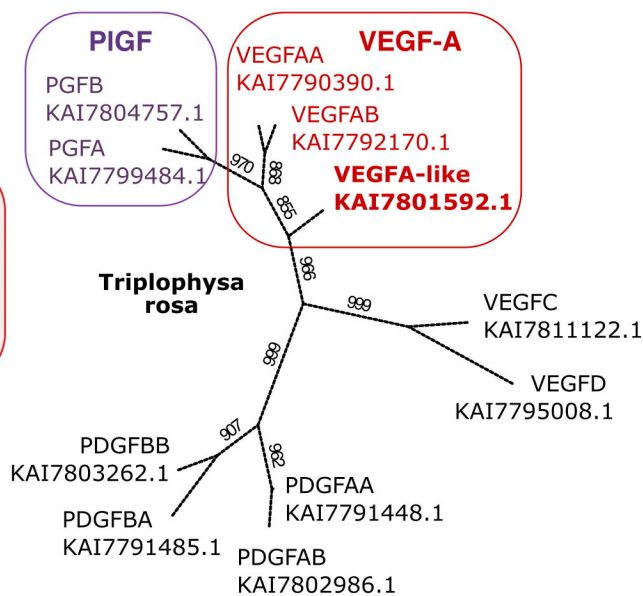 PlGF
VEGF-A
VEGFAA
KAI7790390.1
PGFB
KAI7804757.1
VEGFAB
KAI7792170.1
PGFA
KAI7799484.1
970
868
VEGFA-like
KAI7801592.1
855
966
Triplophysa
rosa
999
VEGFC
KAI7811122.1
999
VEGFD
KAI7795008.1
907
962
PDGFBB
KAI7803262.1
PDGFAA
KAI7791448.1
PDGFBA
KAI7791485.1
PDGFAB
KAI7802986.1